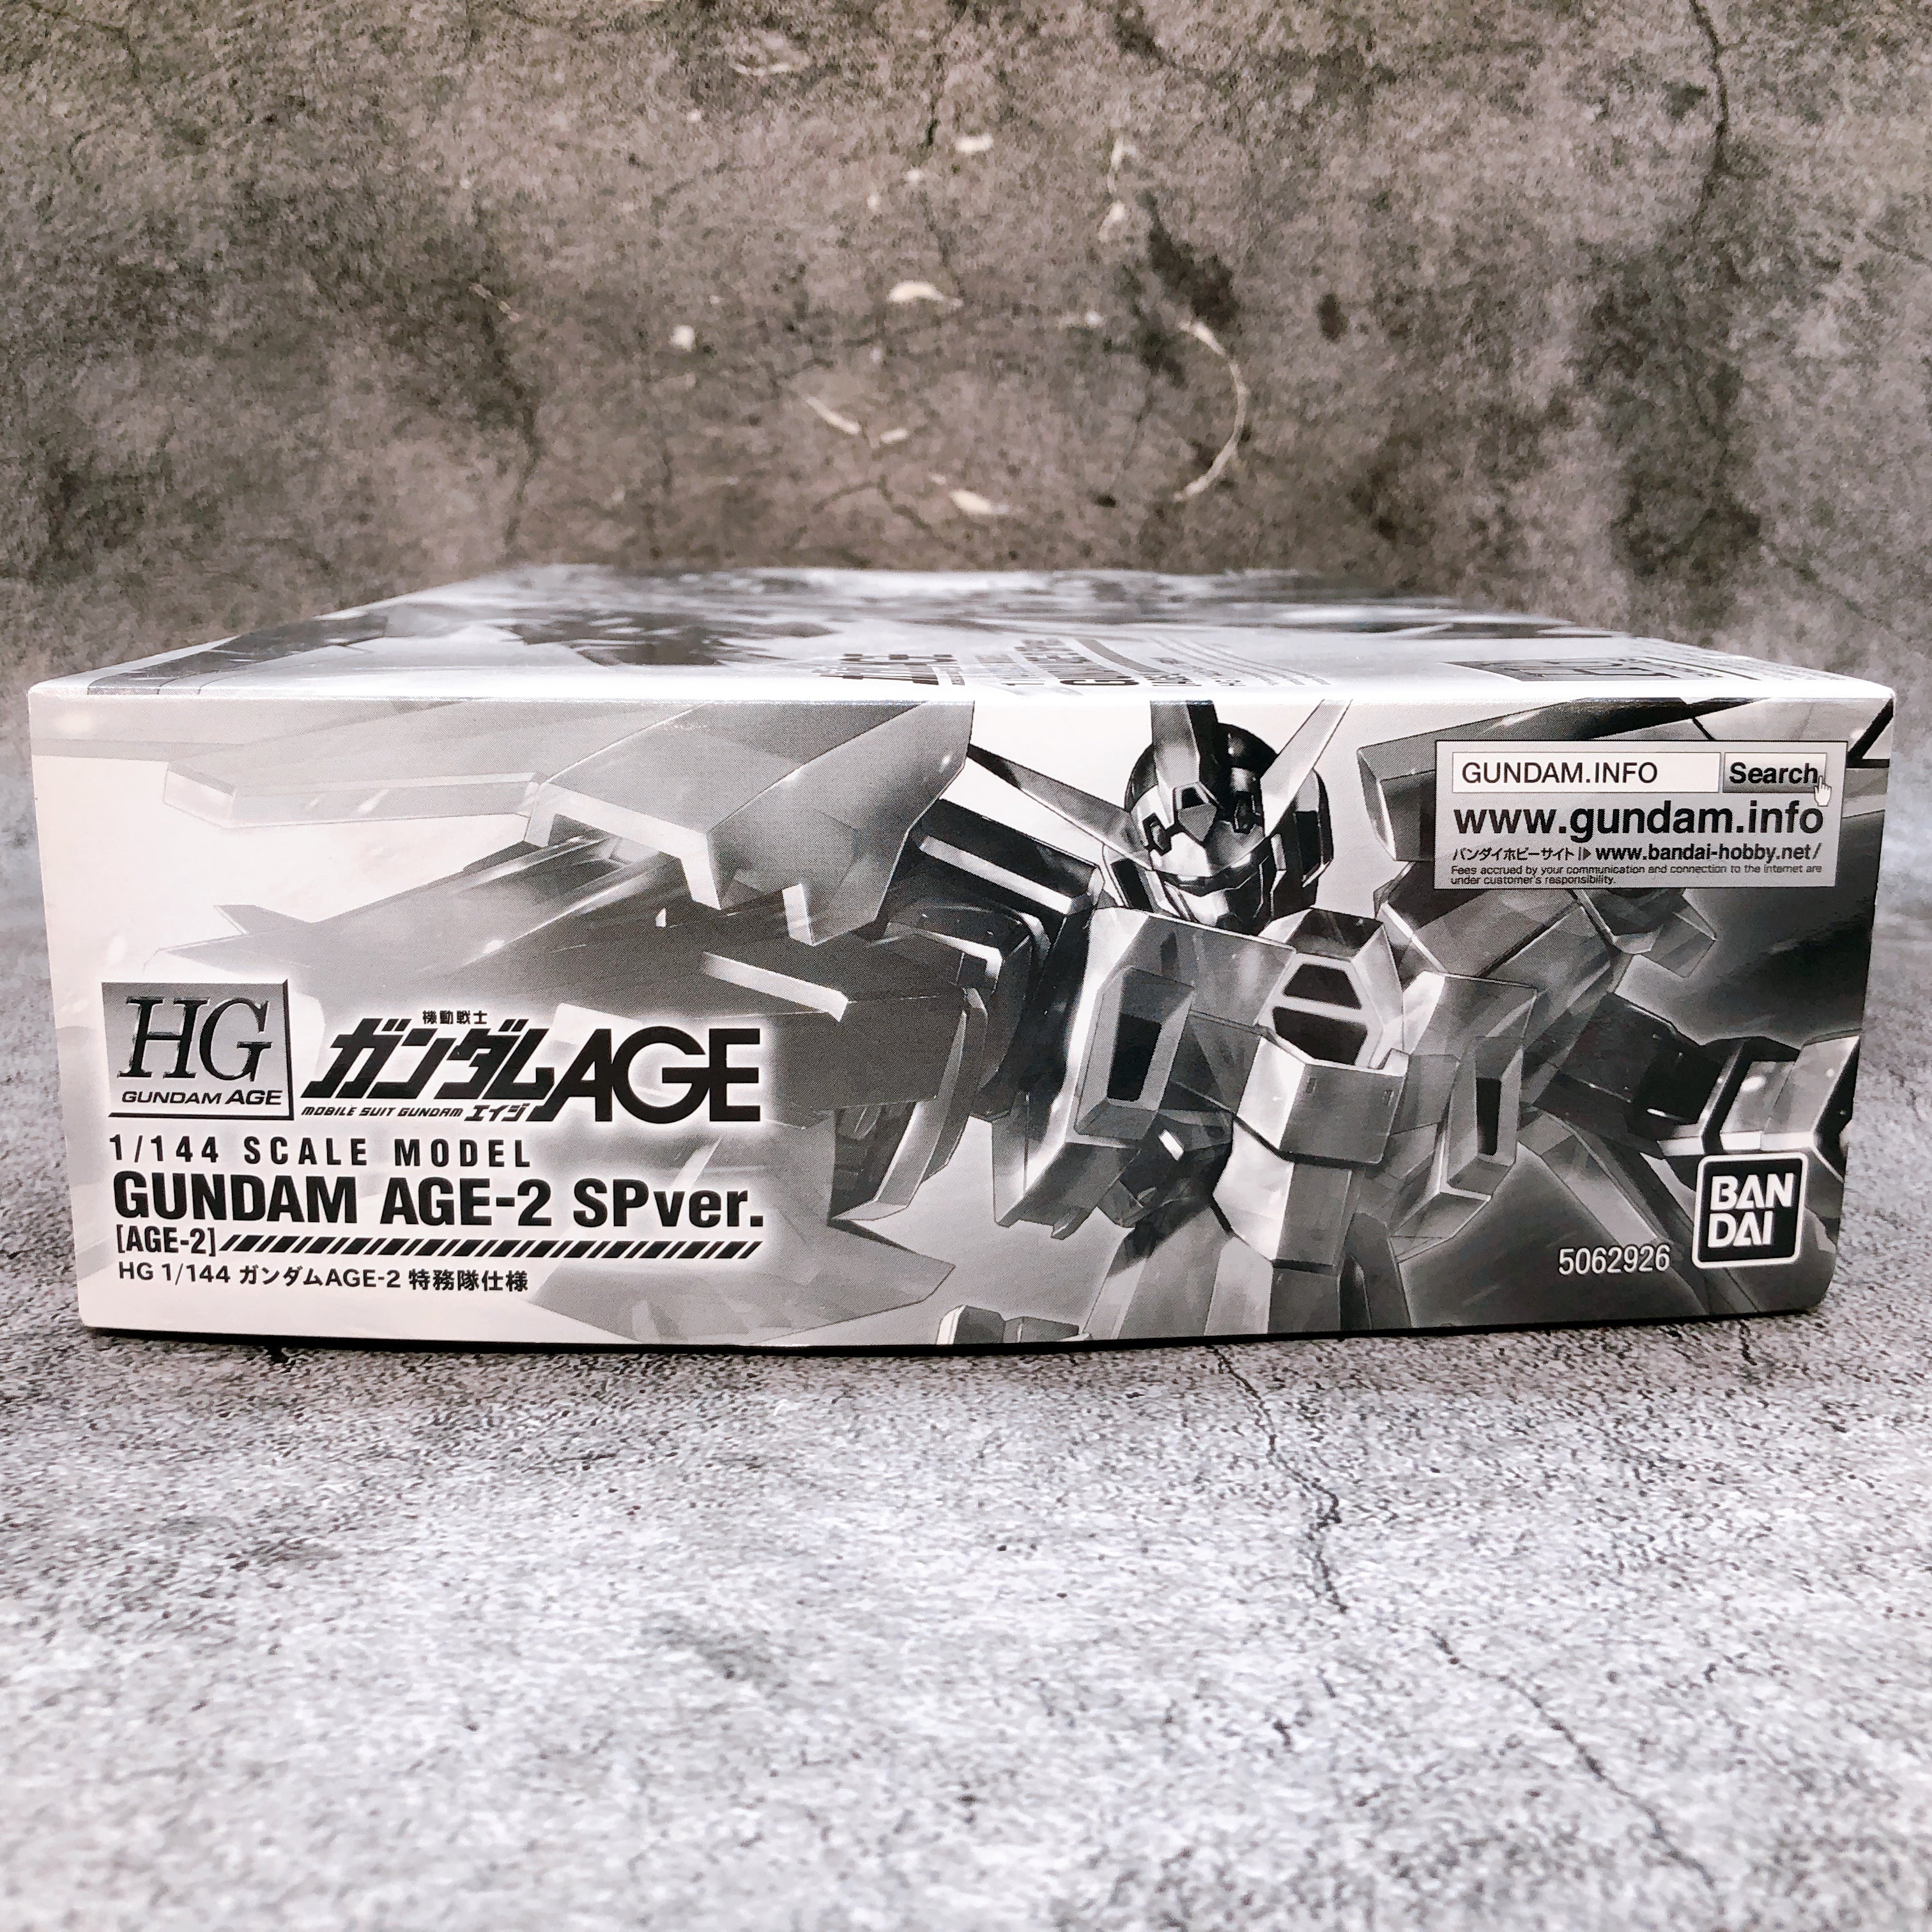 GUNDAM.INFO Search
www.gundam.info
バンダイホビーサイト www.bandai-hobby.net/
Fees accrued by your communication and connection to the internet are
under customer's responsibility.
HG
GUNDAM AGE
機動戦士
ガンダムAGE
MOBILE SUIT GUNDAM エイジ
1/144 SCALE MODEL
GUNDAM AGE-2 SPver.
[AGE-2]
HG 1/144 ガンダムAGE-2 特務隊仕様
5062926
BAN
DAI